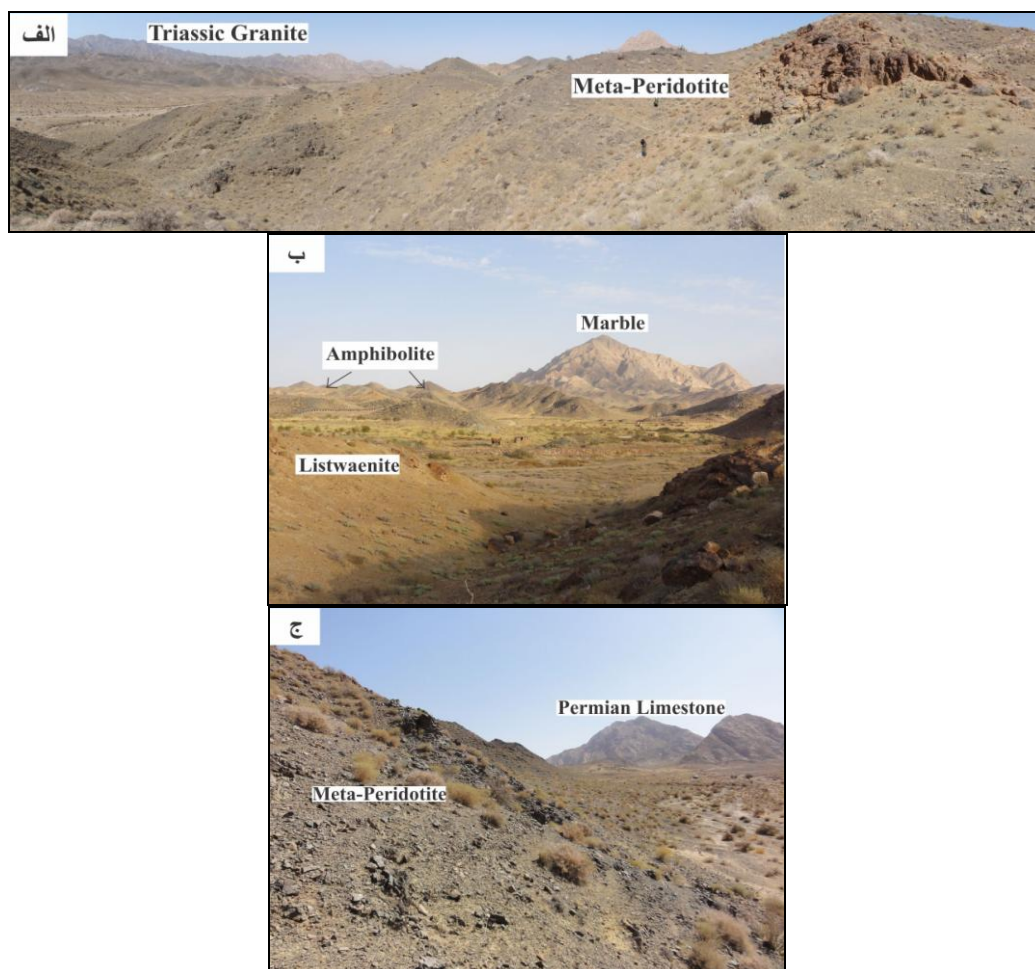 الف
Triassic Granite
Meta-Peridotite
ب
Marble
Amphibolite
Listwaenite
ج
Permian Limestone
Meta-Peridotite